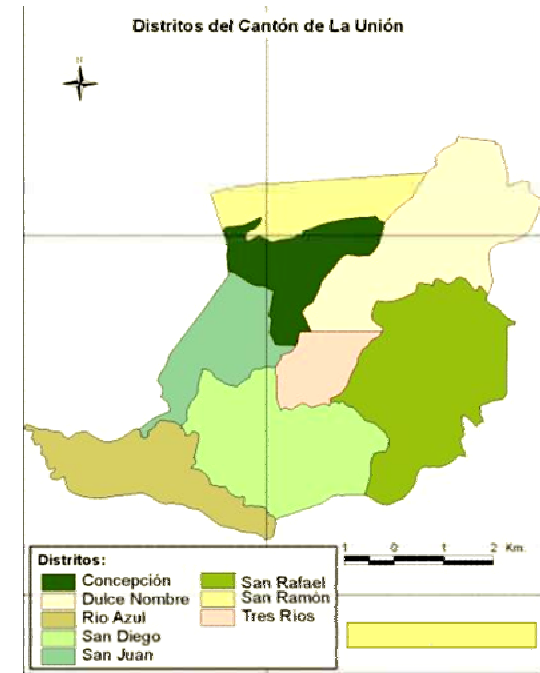 Distritos del Cantón de La Unión
N
1 0 1 2 Km.
Distritos:
Concepción
Dulce Nombre
Rio Azul
San Diego
San Juan
San Rafael
San Ramón
Tres Rios